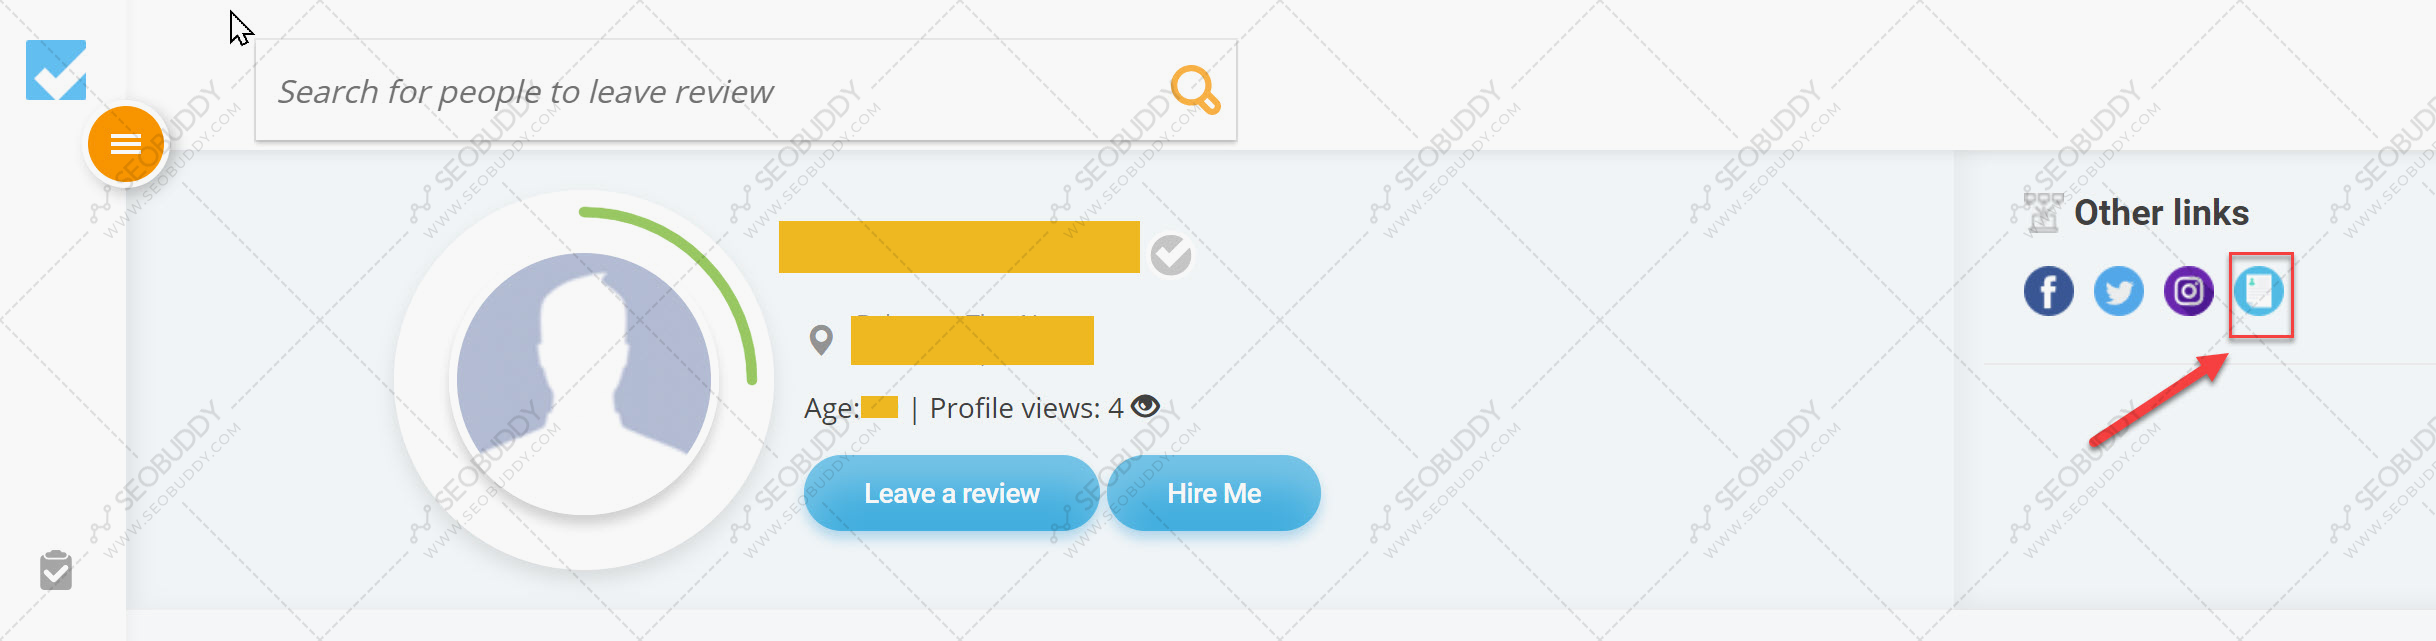 Search for people to leave review
Other links
Age: | Profile views: 4
Leave a review
Hire Me
SEOBUDDY
WWW.SEOBUDDY.COM